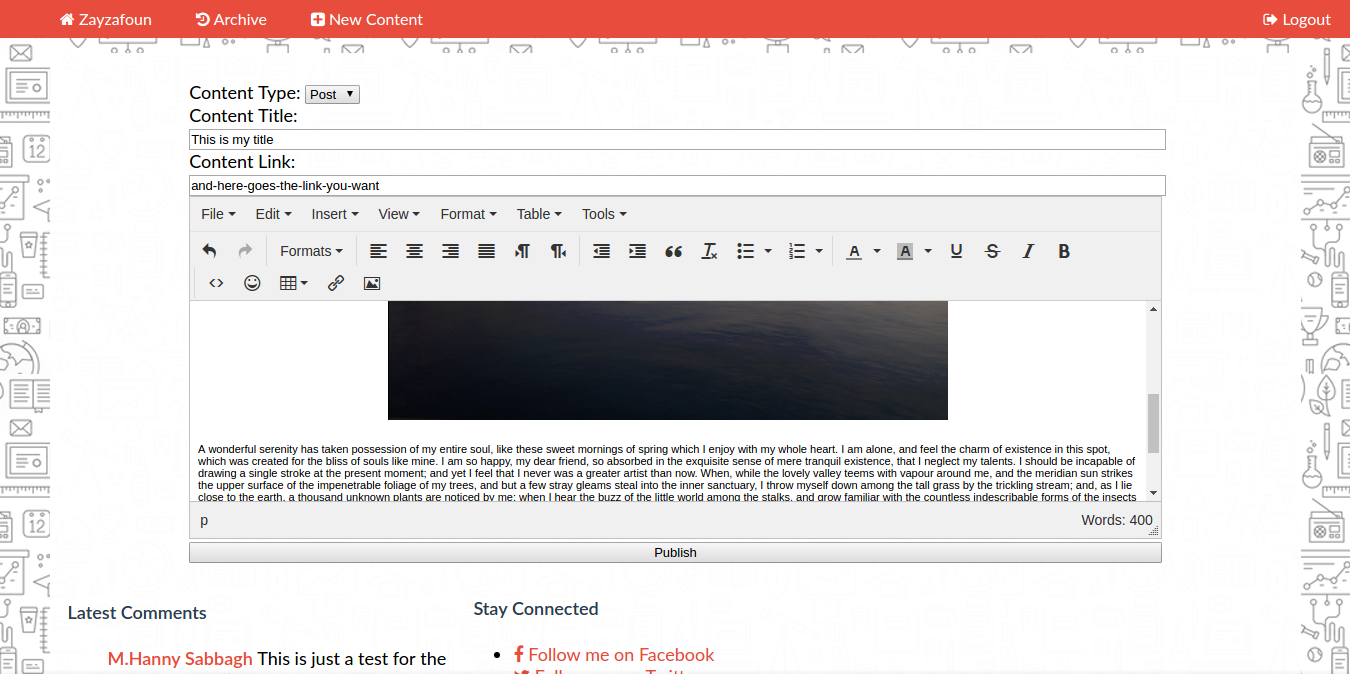 Zayzafoun Archive New Content Logout
Content Type: Post
Content Title:
This is my title
Content Link:
and-here-goes-the-link-you-want
File Edit Insert View Format Table Tools
Formats
A wonderful serenity has taken possession of my entire soul, like these sweet mornings of spring which I enjoy with my whole heart. I am alone, and feel the charm of existence in this spot,
which was created for the bliss of souls like mine. I am so happy, my dear friend, so absorbed in the exquisite sense of mere tranquil existence, that I neglect my talents. I should be incapable of
drawing a single stroke at the present moment; and yet I feel that I never was a greater artist than now. When, while the lovely valley teems with vapour around me, and the meridian sun strikes
the upper surface of the impenetrable foliage of my trees, and but a few stray gleams steal into the inner sanctuary, I throw myself down among the tall grass by the trickling stream; and, as I lie
close to the earth, a thousand unknown plants are noticed by me: when I hear the buzz of the little world among the stalks, and grow familiar with the countless indescribable forms of the insects
p Words: 400
Publish
Latest Comments
M.Hanny Sabbagh This is just a test for the
Stay Connected
Follow me on Facebook
12
12
12